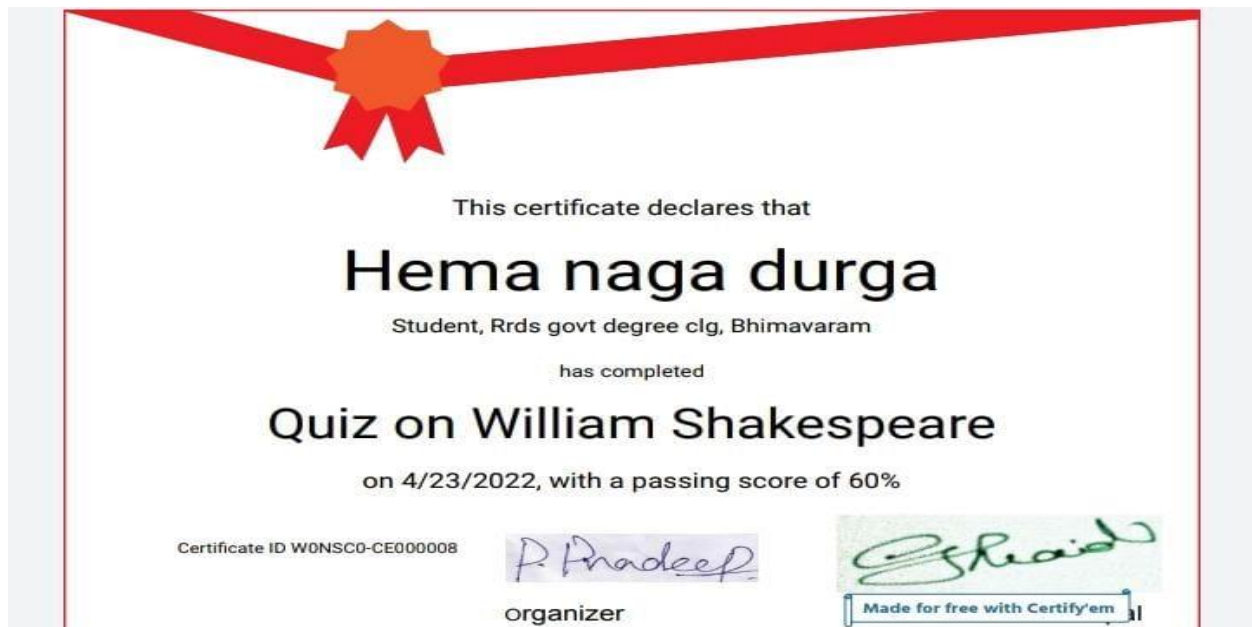 This certificate declares that
Hema naga durga
Student, Rrds govt degree clg, Bhimavaram
has completed
Quiz on William Shakespeare
on 4/23/2022, with a passing score of 60%
Certificate ID W0NSC0-CE000008
P. Pradeep
organizer
Made for free with Certify'em